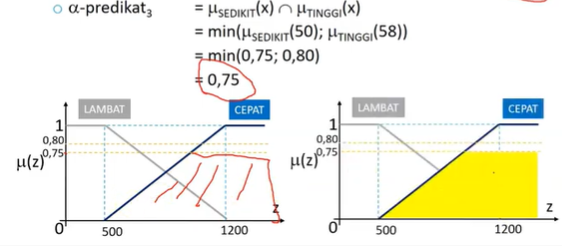 α-predikat₃ = μSEDIKIT(x) ∩ μTINGGI(x)
= min(μSEDIKIT(50); μTINGGI(58))
= min(0,75; 0,80)
= 0,75
LAMBAT CEPAT
1
0,80
0,75
μ(z)
z
0
500 1200
LAMBAT CEPAT
1
0,80
0,75
μ(z)
z
0
500 1200